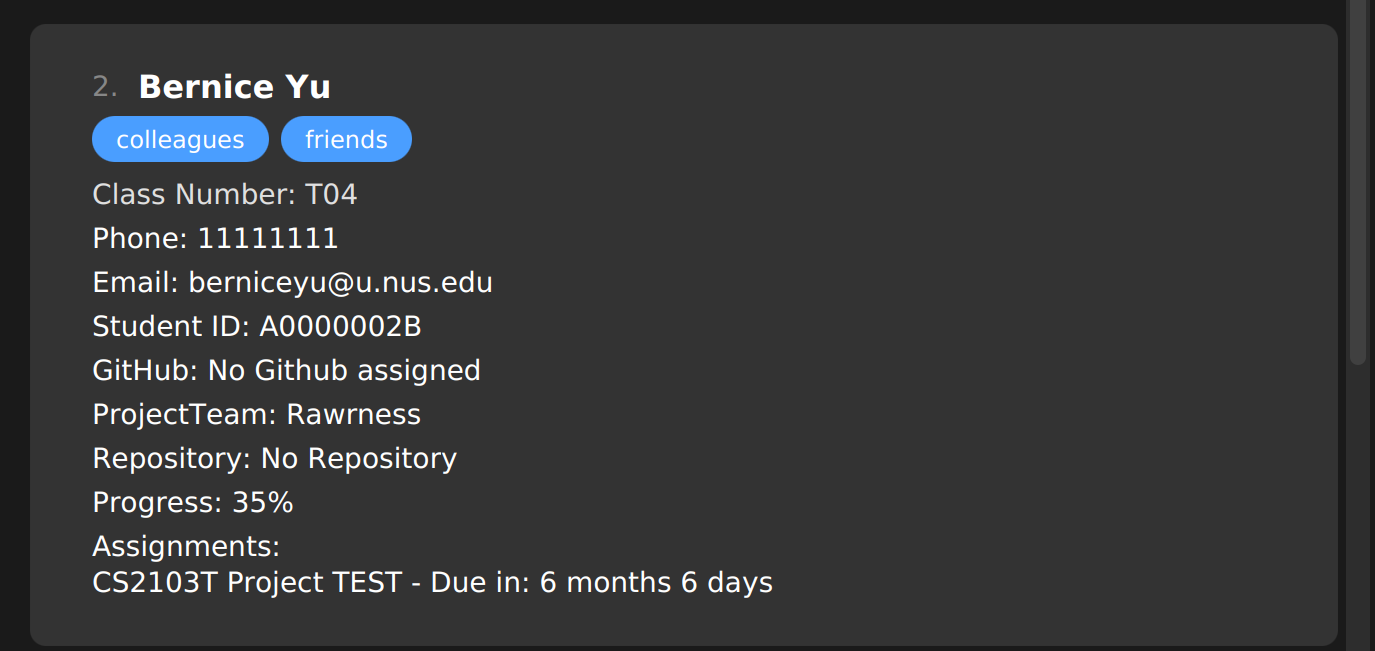 2. Bernice Yu
colleagues friends
Class Number: T04
Phone: 11111111
Email: berniceyu@u.nus.edu
Student ID: A0000002B
GitHub: No Github assigned
ProjectTeam: Rawrness
Repository: No Repository
Progress: 35%
Assignments:
CS2103T Project TEST - Due in: 6 months 6 days